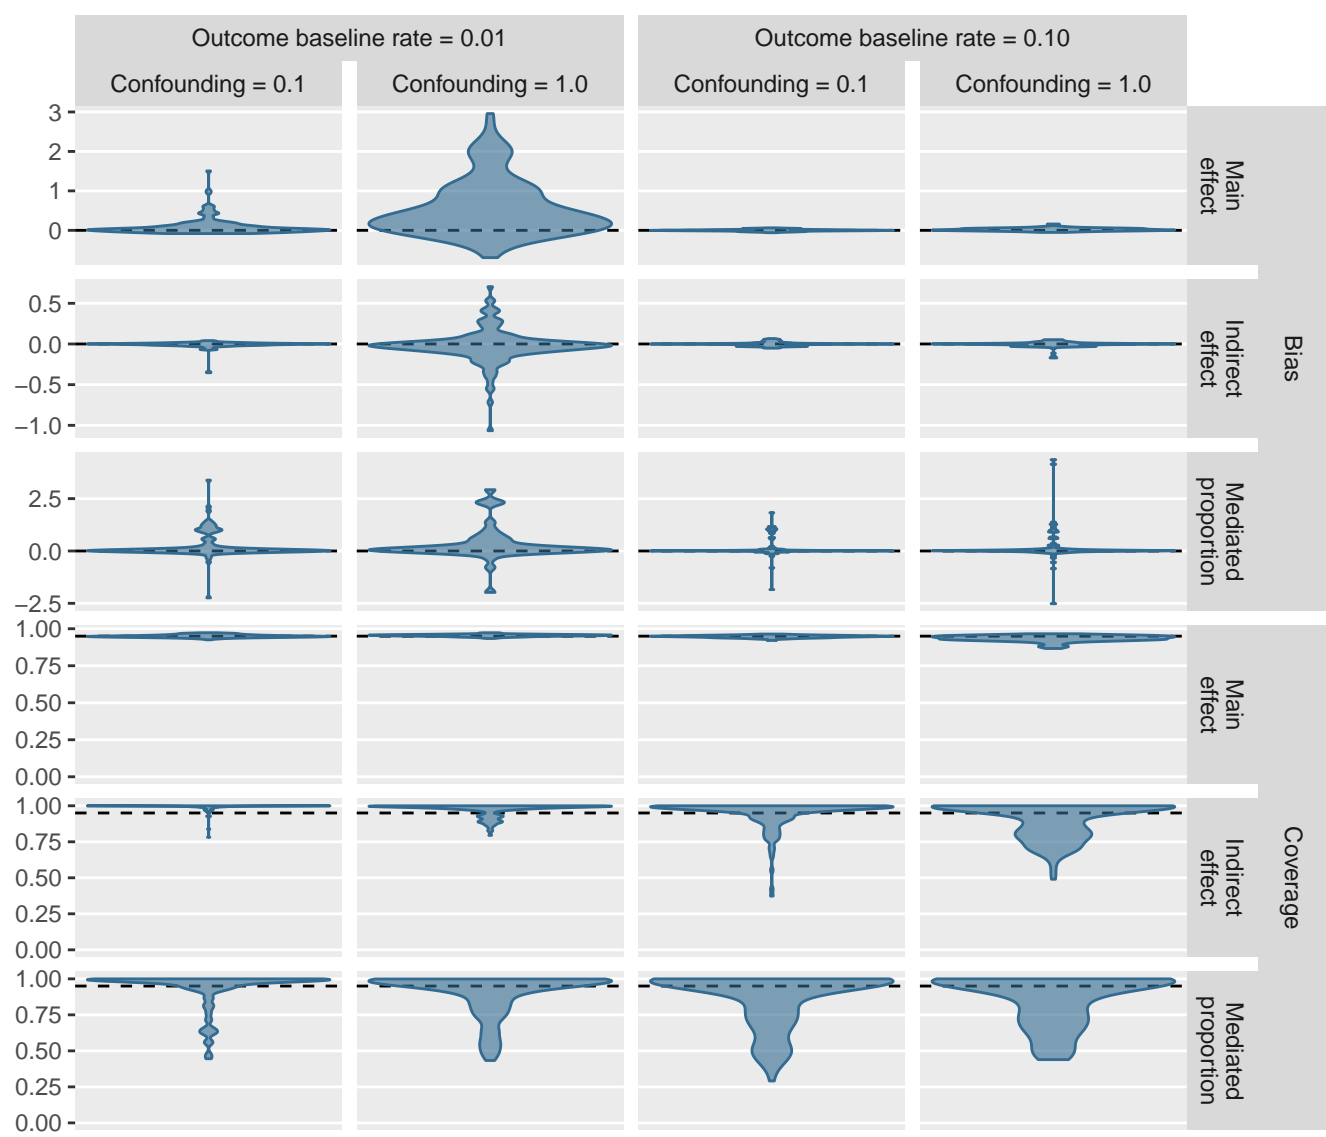 Outcome baseline rate = 0.01
Outcome baseline rate = 0.10
Confounding = 0.1
Confounding = 1.0
Confounding = 0.1
Confounding = 1.0
3
2
1
0
Main
effect
0.5
0.0
−0.5
−1.0
Indirect
effect
Bias
2.5
0.0
−2.5
Mediated
proportion
1.00
0.75
0.50
0.25
0.00
Main
effect
1.00
0.75
0.50
0.25
0.00
Indirect
effect
Coverage
1.00
0.75
0.50
0.25
0.00
Mediated
proportion